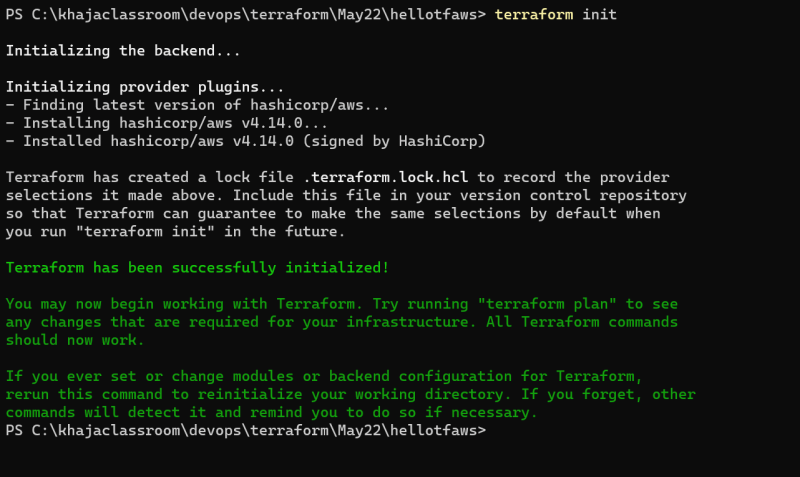 PS C:\khajaclassroom\devops\terraform\May22\hellotfaws> terraform init
Initializing the backend...
Initializing provider plugins...
- Finding latest version of hashicorp/aws...
- Installing hashicorp/aws v4.14.0...
- Installed hashicorp/aws v4.14.0 (signed by HashiCorp)
Terraform has created a lock file .terraform.lock.hcl to record the provider
selections it made above. Include this file in your version control repository
so that Terraform can guarantee to make the same selections by default when
you run "terraform init" in the future.
Terraform has been successfully initialized!
You may now begin working with Terraform. Try running "terraform plan" to see
any changes that are required for your infrastructure. All Terraform commands
should now work.
If you ever set or change modules or backend configuration for Terraform,
rerun this command to reinitialize your working directory. If you forget, other
commands will detect it and remind you to do so if necessary.
PS C:\khajaclassroom\devops\terraform\May22\hellotfaws>